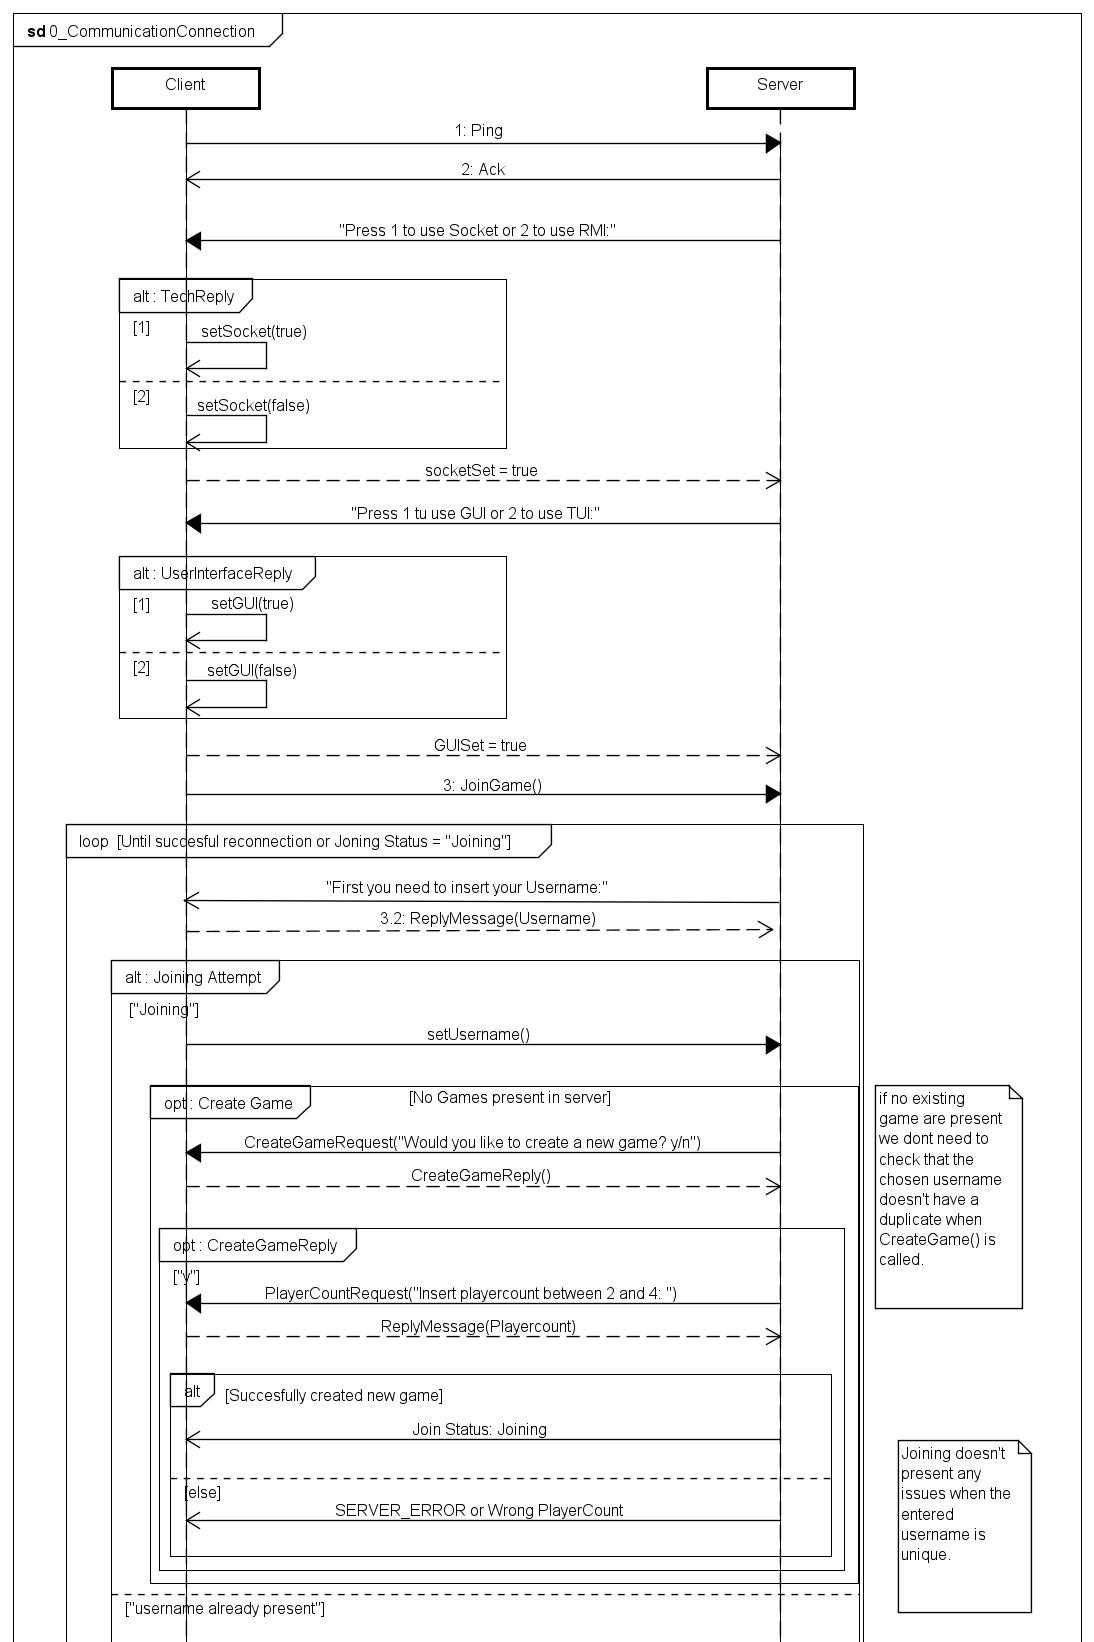 sd 0_CommunicationConnection
Client
Server
1: Ping
2: Ack
"Press 1 to use Socket or 2 to use RMI:"
alt : TechReply
[1]
setSocket(true)
[2]
setSocket(false)
socketSet = true
"Press 1 tu use GUI or 2 to use TUI:"
alt : UserInterfaceReply
[1]
setGUI(true)
[2]
setGUI(false)
GUISet = true
3: JoinGame()
loop [Until succesful reconnection or Joning Status = "Joining"]
"First you need to insert your Username:"
3.2: ReplyMessage(Username)
alt : Joining Attempt
["Joining"]
setUsername()
opt : Create Game
[No Games present in server]
CreateGameRequest("Would you like to create a new game? y/n")
CreateGameReply()
if no existing
game are present
we dont need to
check that the
chosen username
doesn't have a
duplicate when
CreateGame() is
called.
opt : CreateGameReply
["y"]
PlayerCountRequest("Insert playercount between 2 and 4: ")
ReplyMessage(Playercount)
alt
[Succesfully created new game]
Join Status: Joining
[else]
SERVER_ERROR or Wrong PlayerCount
Joining doesn't
present any
issues when the
entered
username is
unique.
["username already present"]